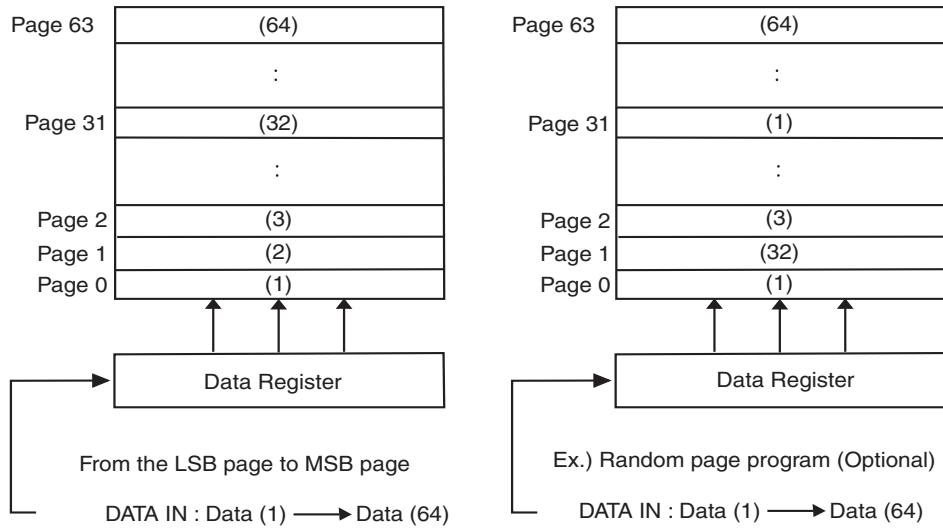 Page 63 (64)
:
Page 31 (32)
:
Page 2 (3)
Page 1 (2)
Page 0 (1)
Data Register
From the LSB page to MSB page
DATA IN : Data (1) Data (64)
Page 63 (64)
:
Page 31 (1)
:
Page 2 (3)
Page 1 (32)
Page 0 (1)
Data Register
Ex.) Random page program (Optional)
DATA IN : Data (1) Data (64)